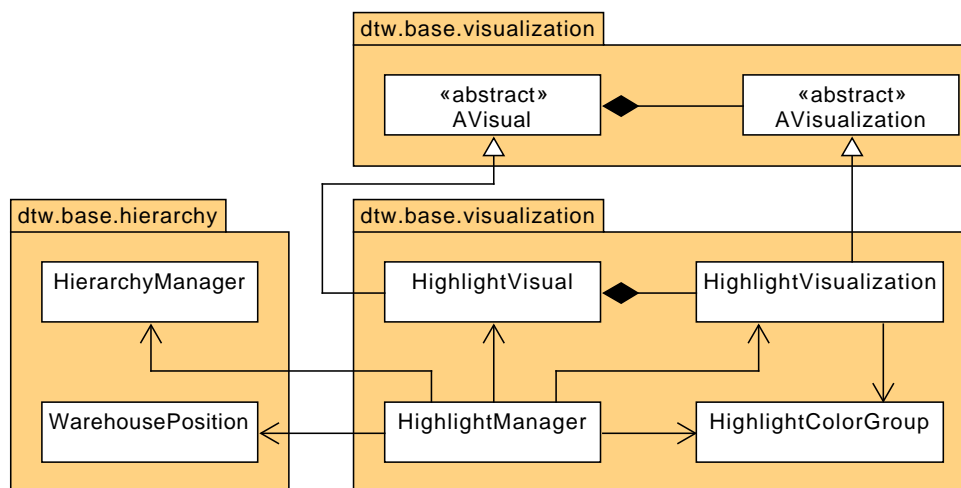 dtw.base.visualization
«abstract»
AVisual
«abstract»
AVisualization
dtw.base.hierarchy
dtw.base.visualization
HierarchyManager
HighlightVisual
HighlightVisualization
WarehousePosition
HighlightManager
HighlightColorGroup